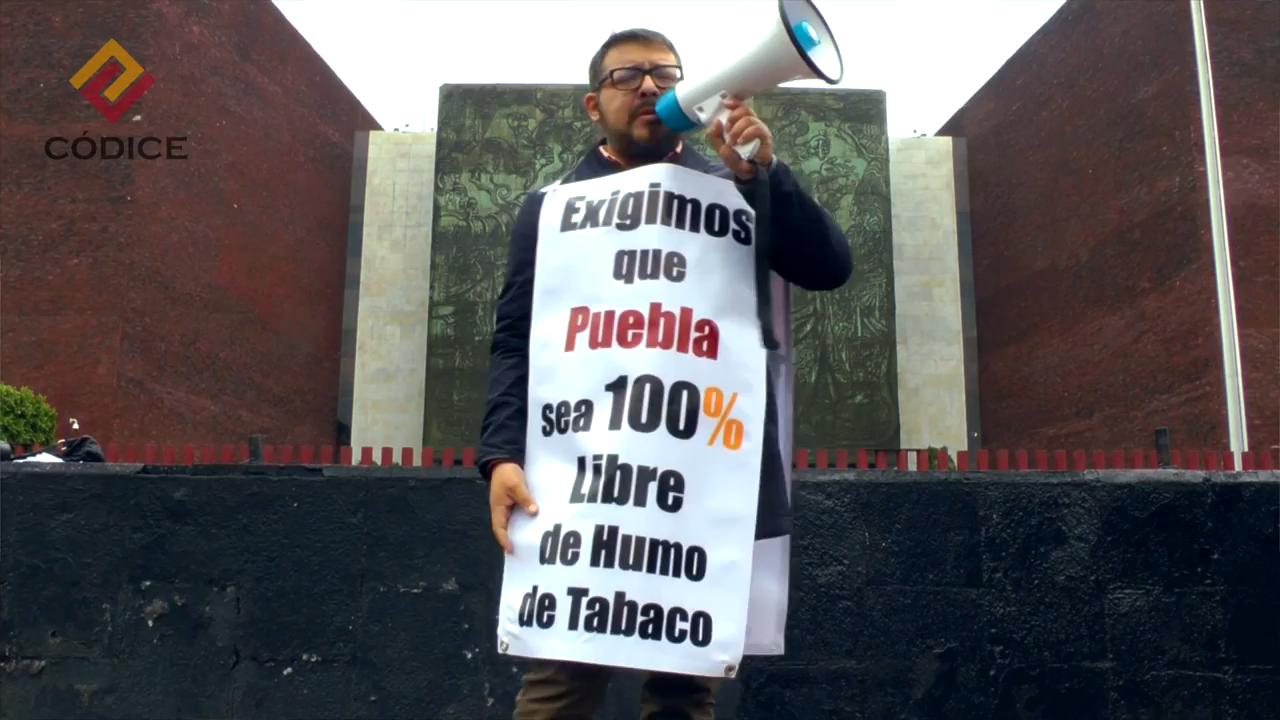 CÓDICE
Exigimos
que
Puebla
sea 100%
Libre
de Humo
de Tabaco